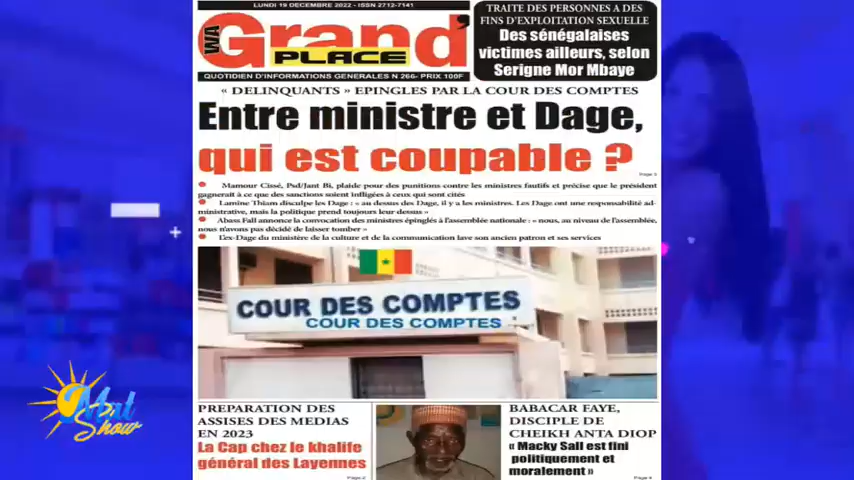 LUNDI 19 DECEMBRE 2022 - ISSN 2712-7141
WA Grand' PLACE
QUOTIDIEN D'INFORMATIONS GENERALES N 266- PRIX 100F
TRAITE DES PERSONNES A DES
FINS D'EXPLOITATION SEXUELLE
Des sénégalaises
victimes ailleurs, selon
Serigne Mor Mbaye
« DELINQUANTS » EPINGLES PAR LA COUR DES COMPTES
Entre ministre et Dage,
qui est coupable ?
Page 3
Mamour Cissé, Psd/Jant Bi, plaide pour des punitions contre les ministres fautifs et précise que le président
gagnerait à ce que des sanctions soient infligées à ceux qui sont cités
Lamine Thiam disculpe les Dage : « au dessus des Dage, il y a les ministres. Les Dage ont une responsabilité ad-
ministrative, mais la politique prend toujours leur dessus »
Abass Fall annonce la convocation des ministres épinglés à l'assemblée nationale : « nous, au niveau de l'assemblée,
nous n'avons pas décidé de laisser tomber »
L'ex-Dage du ministère de la culture et de la communication lave son ancien patron et ses services
COUR DES COMPTES
COUR DES COMPTES
PREPARATION DES
ASSISES DES MEDIAS
EN 2023
La Cap chez le khalife
général des Layennes
Page 2
BABACAR FAYE,
DISCIPLE DE
CHEIKH ANTA DIOP
« Macky Sall est fini
politiquement et
moralement »
Page 4
Mat
Show